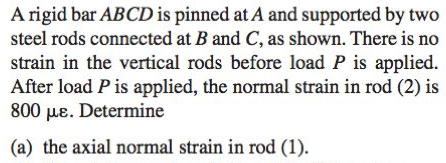 A rigid bar ABCD is pinned at A and supported by two
steel rods connected at B and C, as shown. There is no
strain in the vertical rods before load P is applied.
After load P is applied, the normal strain in rod (2) is
800 µε. Determine
(a) the axial normal strain in rod (1).